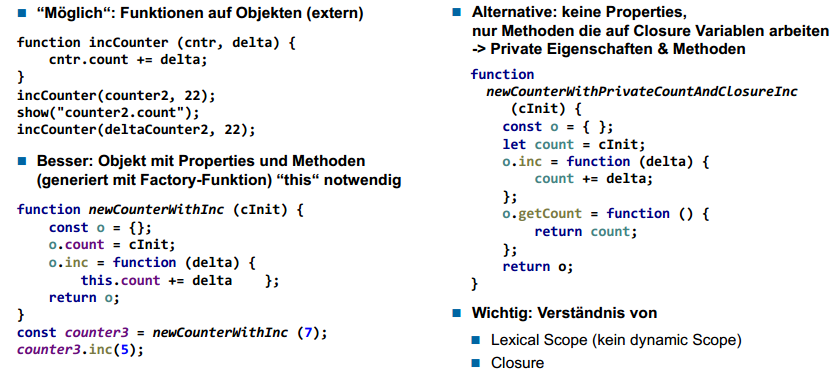 ■ “Möglich“: Funktionen auf Objekten (extern)
function incCounter (cntr, delta) {
    cntr.count += delta;
}
incCounter(counter2, 22);
show("counter2.count");
incCounter(deltaCounter2, 22);
■ Besser: Objekt mit Properties und Methoden
(generiert mit Factory-Funktion) “this“ notwendig
function newCounterWithInc (cInit) {
    const o = {};
    o.count = cInit;
    o.inc = function (delta) {
        this.count += delta    };
    return o;
}
const counter3 = newCounterWithInc (7);
counter3.inc(5);
■ Alternative: keine Properties,
nur Methoden die auf Closure Variablen arbeiten
-> Private Eigenschaften & Methoden
function
  newCounterWithPrivateCountAndClosureInc
     (cInit) {
    const o = { };
    let count = cInit;
    o.inc = function (delta) {
        count += delta;
    };
    o.getCount = function () {
        return count;
    };
    return o;
}
■ Wichtig: Verständnis von
■ Lexical Scope (kein dynamic Scope)
■ Closure